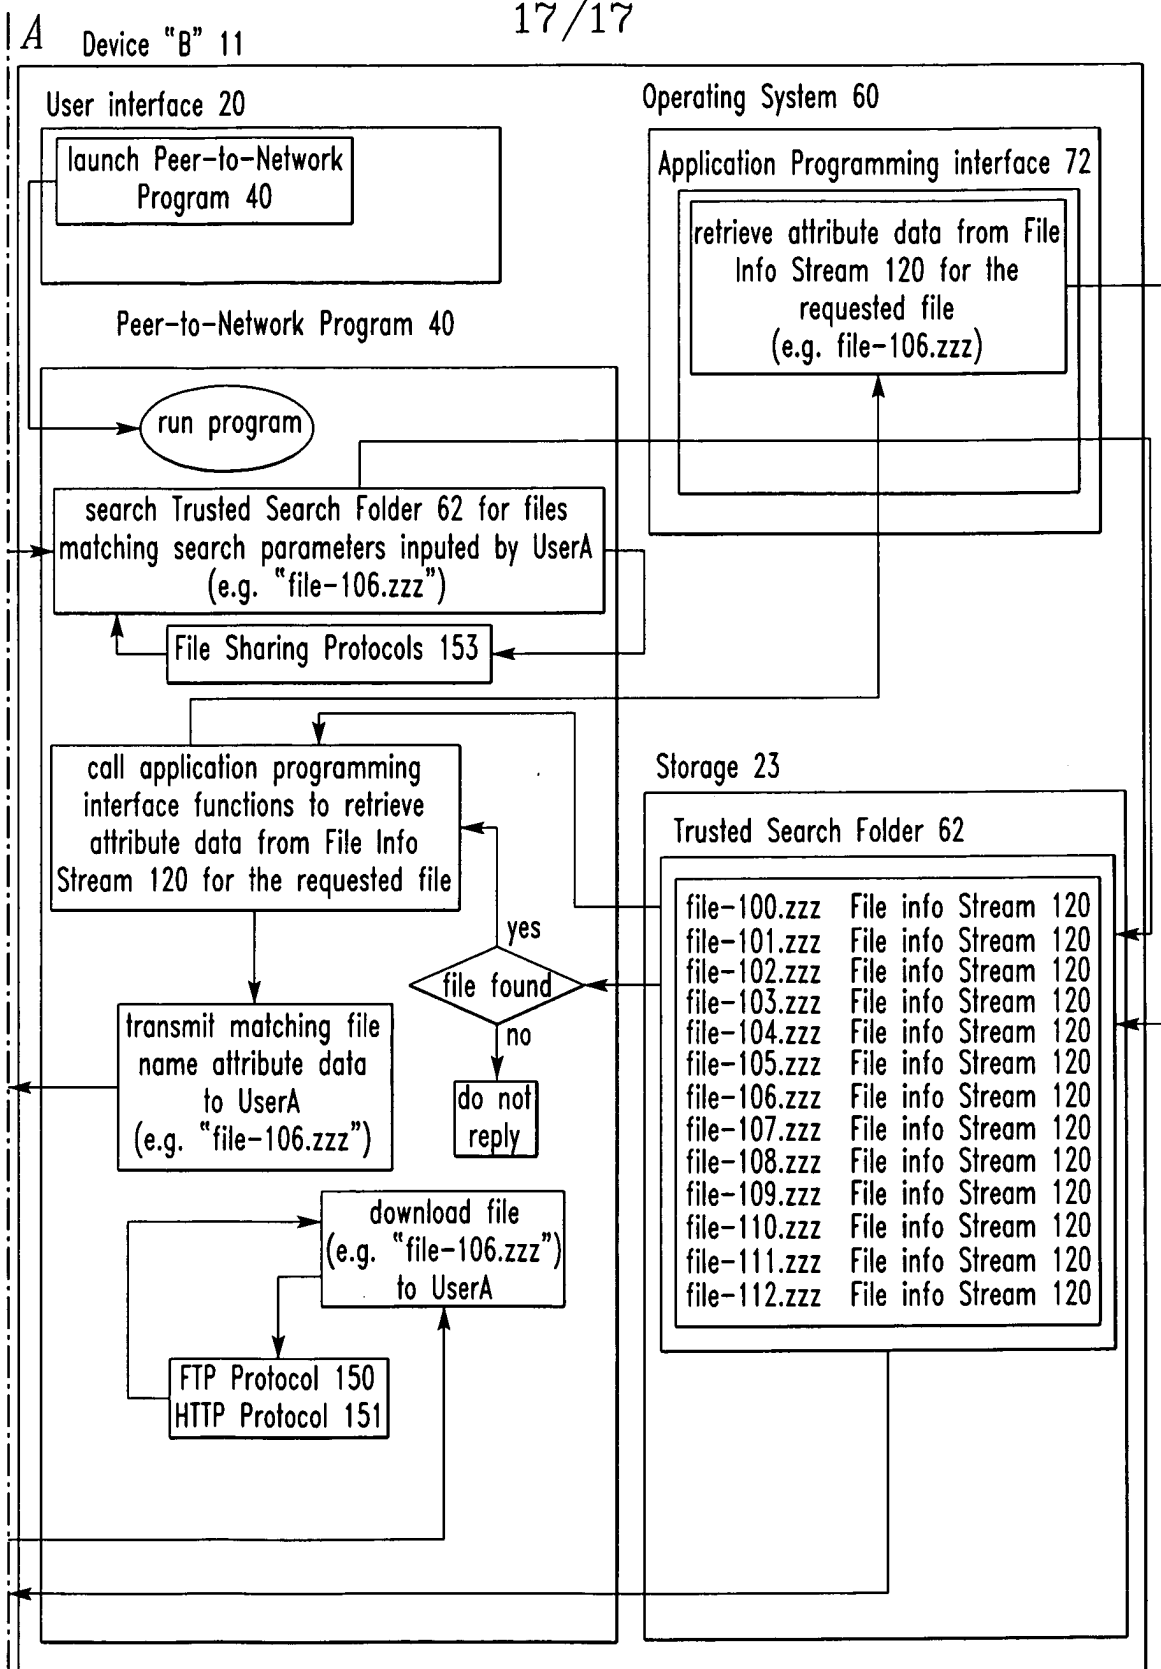 17/17
A
Device "B" 11
User interface 20
launch Peer-to-Network
Program 40
Operating System 60
Application Programming interface 72
retrieve attribute data from File
Info Stream 120 for the
requested file
(e.g. file-106.zzz)
Peer-to-Network Program 40
run program
search Trusted Search Folder 62 for files
matching search parameters inputed by UserA
(e.g. "file-106.zzz")
File Sharing Protocols 153
call application programming
interface functions to retrieve
attribute data from File Info
Stream 120 for the requested file
yes
file found
no
do not
reply
transmit matching file
name attribute data
to UserA
(e.g. "file-106.zzz")
download file
(e.g. "file-106.zzz")
to UserA
FTP Protocol 150
HTTP Protocol 151
Storage 23
Trusted Search Folder 62
file-100.zzz File info Stream 120
file-101.zzz File info Stream 120
file-102.zzz File info Stream 120
file-103.zzz File info Stream 120
file-104.zzz File info Stream 120
file-105.zzz File info Stream 120
file-106.zzz File info Stream 120
file-107.zzz File info Stream 120
file-108.zzz File info Stream 120
file-109.zzz File info Stream 120
file-110.zzz File info Stream 120
file-111.zzz File info Stream 120
file-112.zzz File info Stream 120